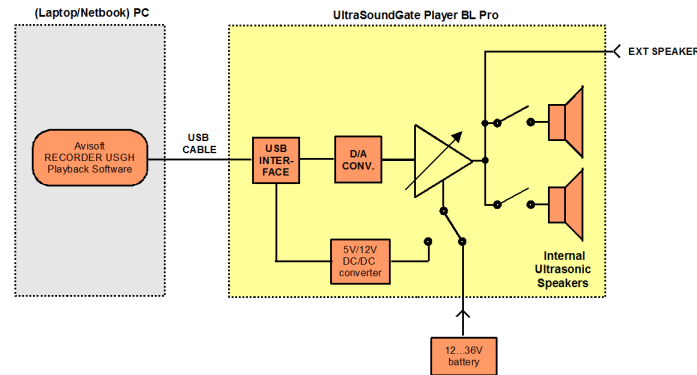 (Laptop/Netbook) PC
UltraSoundGate Player BL Pro
EXT SPEAKER
Avisoft
RECORDER USGH
Playback Software
USB
CABLE
USB
INTER-
FACE
D/A
CONV.
5V/12V
DC/DC
converter
Internal
Ultrasonic
Speakers
12...36V
battery